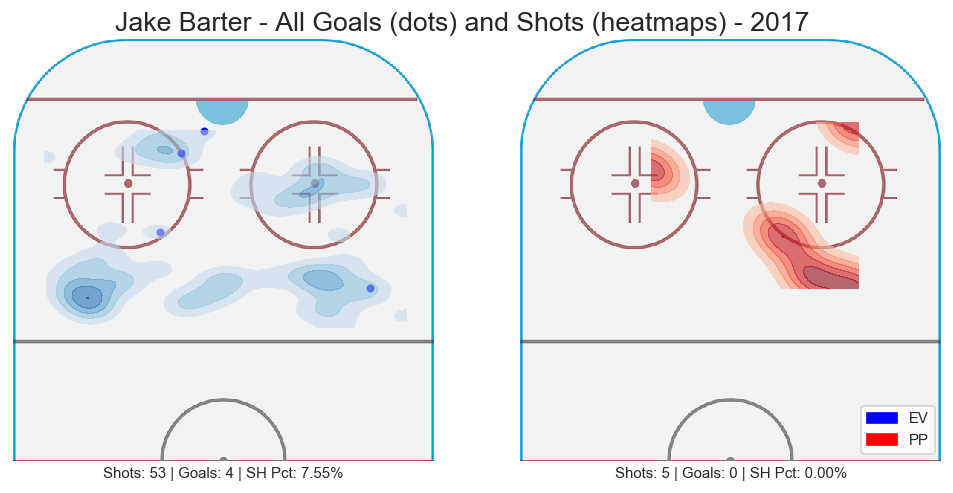 Jake Barter - All Goals (dots) and Shots (heatmaps) - 2017
EV
PP
Shots: 53 | Goals: 4 | SH Pct: 7.55%
Shots: 5 | Goals: 0 | SH Pct: 0.00%